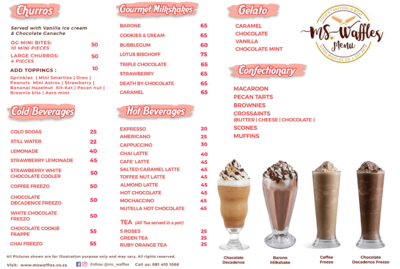 Churros
Served with Vanilla Ice cream
& Chocolate Ganache
OG MINI BITES: 50
10 MINI PIECES
LARGE CHURROS: 50
4 PIECES
ADD TOPPINGS : 10
Sprinkles | Mini Smarties | Oreo |
Peanuts Mini Astros | Strawberry |
Banana| Hazelnut Kit-Kat | Pecan nut |
Brownie bits | Aero mint
Cold Beverages
COLD SODAS 25
STILL WATER 22
LEMONADE 40
STRAWBERRY LEMONADE 45
STRAWBERRY WHITE
CHOCOLATE COOLER 50
COFFEE FREEZO 50
CHOCOLATE
DECADENCE FREEZO 50
WHITE CHOCOLATE
FREEZO 50
CHOCOLATE COOKIE
FRAPPE 55
CHAI FREEZO 55
Gourmet Milkshakes
BARONE 65
COOKIES & CREAM 65
BUBBLEGUM 60
LOTUS BISCHOFF 75
TRIPLE CHOCOLATE 65
STRAWBERRY 65
DEATH BY CHOCOLATE 65
CARAMEL 65
Hot Beverages
EXPRESSO 20
AMERICANO 25
CAPPUCCINO 30
CHAI LATTE 40
CAFE' LATTE 45
SALTED CARAMEL LATTE 45
TOFFEE NUT LATTE 45
ALMOND LATTE 45
HOT CHOCOLATE 45
MOCHACCINO 45
NUTELLA HOT CHOCOLATE 45
TEA (All Tea served in a pot)
5 ROSES 25
GREEN TEA 25
RUBY ORANGE TEA 25
Gelato
CARAMEL
CHOCOLATE
VANILLA
CHOCOLATE MINT
MS. Waffles
Menu
Confectionary
MACAROON
PECAN TARTS
BROWNIES
CROSSAINTS
(BUTTER | CHEESE | CHOCOLATE )
SCONES
MUFFINS
Chocolate
Decadence
Barone
Milkshake
Coffee
Freezo
Chocolate
Decadence Freezo
All Pictures shown are for illustration purpose only and may vary. All rights reserved.
Visit: www.mswaffles.co.za Follow @ms_waffles Call us: 081 410 1066